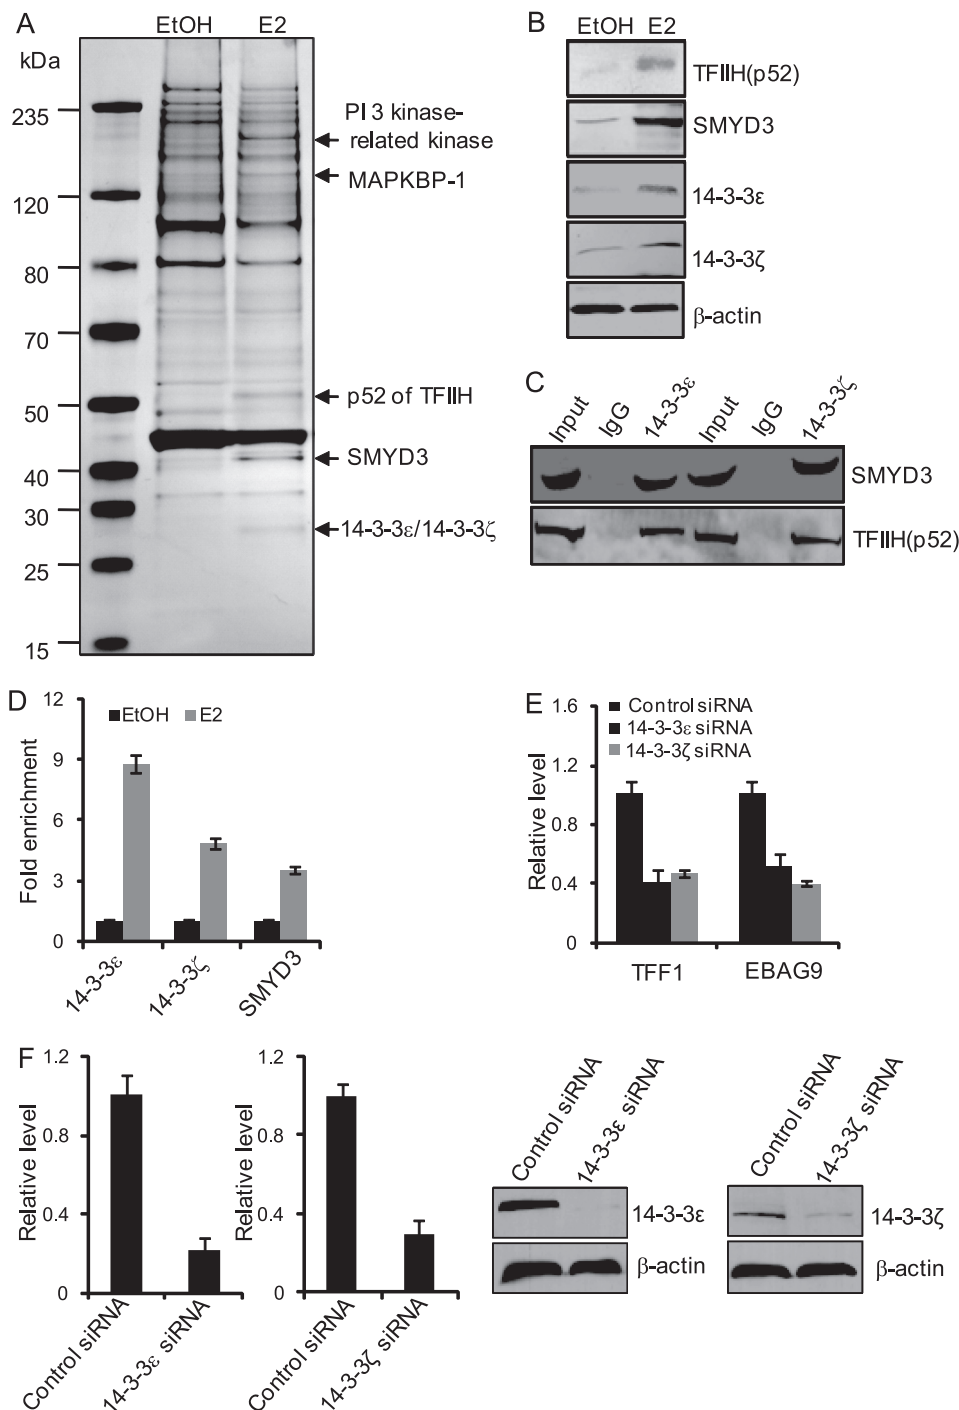 A
EtOH E2
kDa
235
120
80
70
50
40
30
25
15
PI 3 kinase-
related kinase
MAPKBP-1
p52 of TFIIH
SMYD3
14-3-3ε/14-3-3ζ
B
EtOH E2
TFIIH(p52)
SMYD3
14-3-3ε
14-3-3ζ
β-actin
C
Input IgG 14-3-3ε Input IgG 14-3-3ζ
SMYD3
TFIIH(p52)
D
EtOH E2
Fold enrichment
12
9
6
3
0
14-3-3ε 14-3-3ζ SMYD3
E
Control siRNA
14-3-3ε siRNA
14-3-3ζ siRNA
Relative level
1.6
1.2
0.8
0.4
0
TFF1 EBAG9
F
Relative level
1.2
0.8
0.4
0
Control siRNA 14-3-3ε siRNA
Relative level
1.2
0.8
0.4
0
Control siRNA 14-3-3ζ siRNA
Control siRNA 14-3-3ε siRNA
14-3-3ε
β-actin
Control siRNA 14-3-3ζ siRNA
14-3-3ζ
β-actin